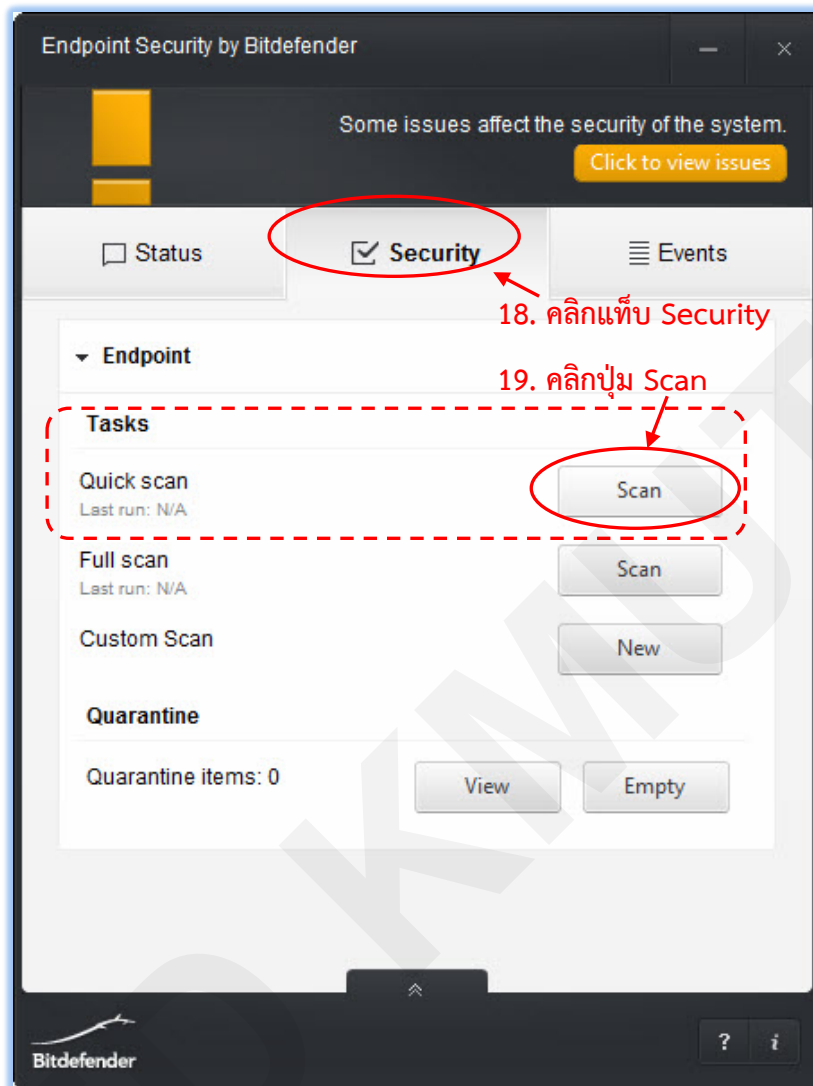 Endpoint Security by Bitdefender
Some issues affect the security of the system.
Click to view issues
Status
Security
Events
18. คลิกแท็บ Security
Endpoint
19. คลิกปุ่ม Scan
Tasks
Quick scan
Scan
Last run: N/A
Full scan
Scan
Last run: N/A
Custom Scan
New
Quarantine
Quarantine items: 0
View
Empty
Bitdefender
? i